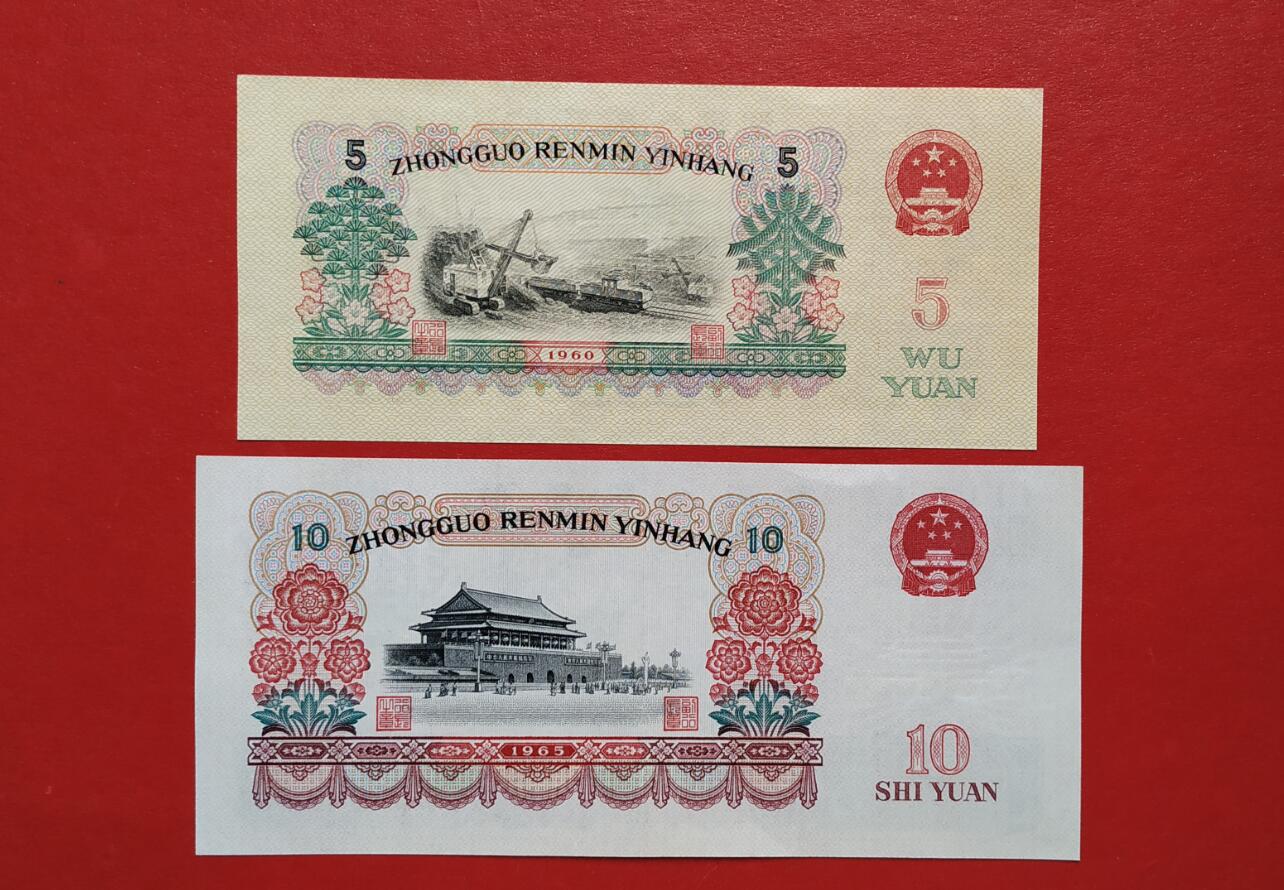 5 ZHONGGUO RENMIN YINHANG 5
5
WU
YUAN
1960
10 ZHONGGUO RENMIN YINHANG 10
1965
10
SHI YUAN